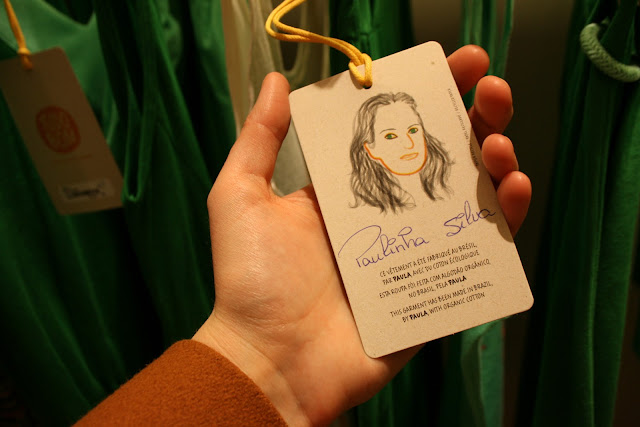 Paulinha Silva
CE VÊTEMENT A ÉTÉ FABRIQUÉ AU BRÉSIL,
PAR PAULA AVEC DU COTON ÉCOLOGIQUE
ESTA ROUPA FOI FEITA COM ALGODÃO ORGÂNICO,
NO BRASIL, PELA PAULA
THIS GARMENT HAS BEEN MADE IN BRAZIL,
BY PAULA, WITH ORGANIC COTTON